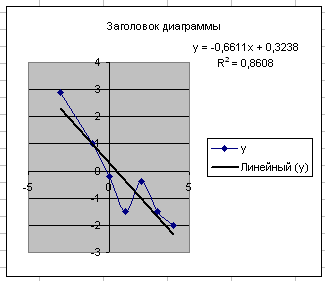 Заголовок диаграммы
y = -0,6611x + 0,3238
R² = 0,8608
4
3
2
1
0
-5 0 5
-1
-2
-3
y
Линейный (y)